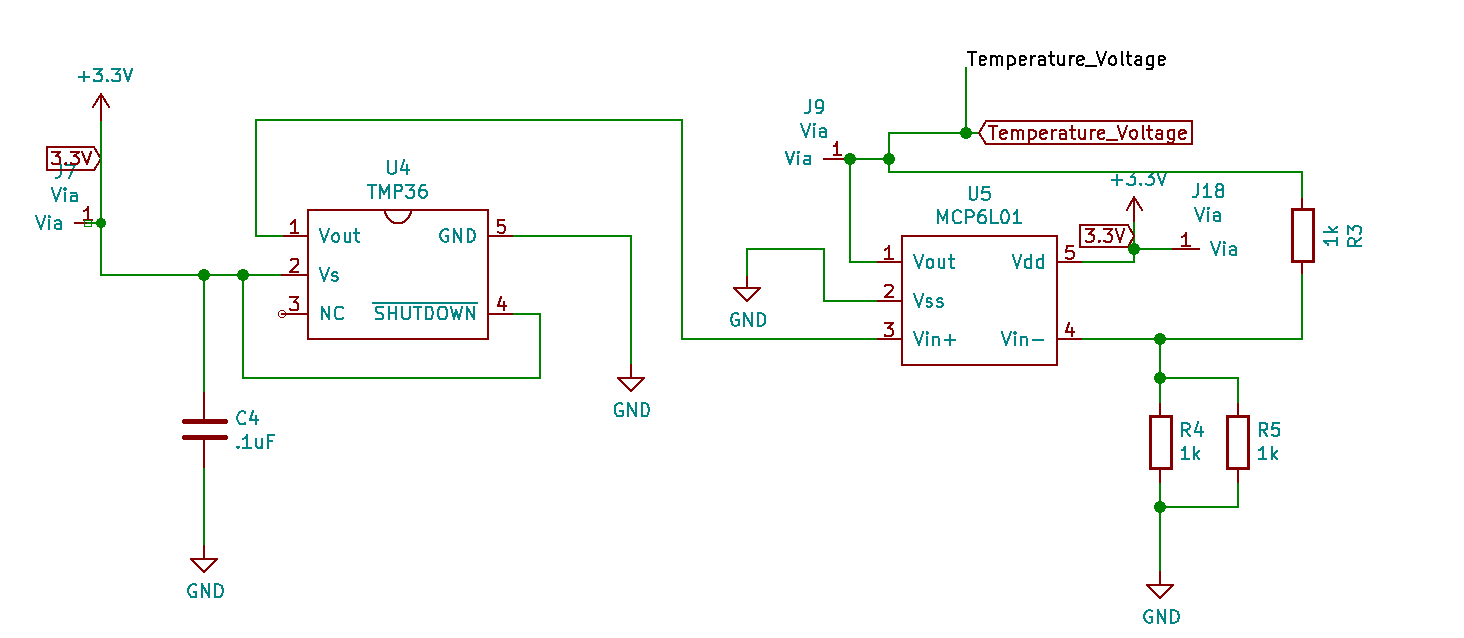 Temperature_Voltage
+3.3V
J9
Via
Temperature_Voltage
3.3V
J7
Via
Via
1
U4
TMP36
Via
1
+3.3V
U5
MCP6L01
J18
Via
1
Via
3.3V
1k
R3
1
Vout
GND
5
2
Vs
3
NC
SHUTDOWN
4
1
Vout
Vdd
5
2
Vss
3
Vin+
Vin-
4
GND
GND
C4
.1uF
R4
1k
R5
1k
GND
GND